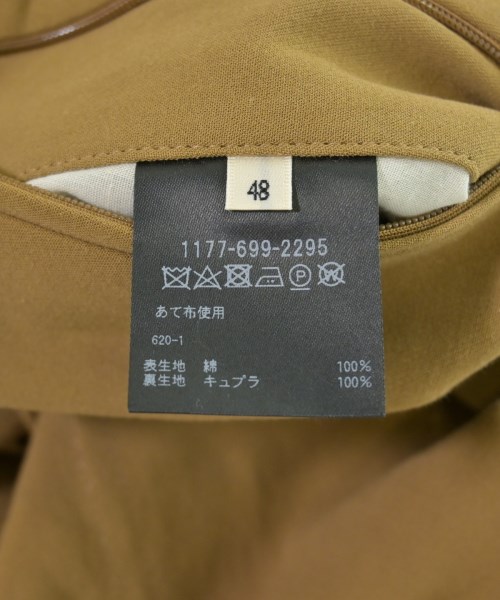 48
1177-699-2295
あて布使用
620-1
表生地 綿 100%
裏生地 キュプラ 100%